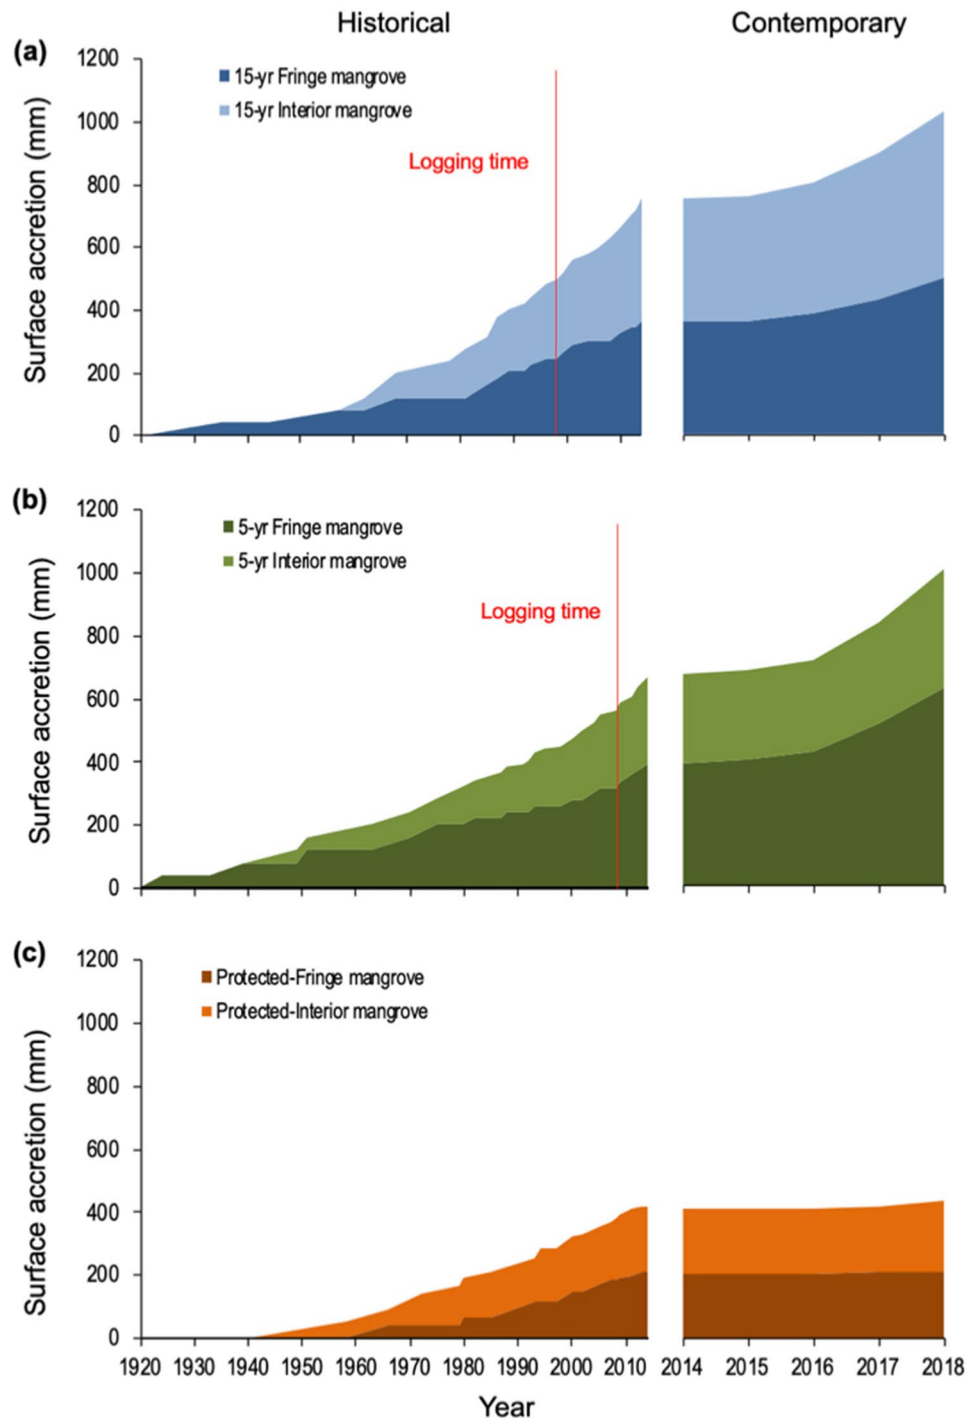 Historical Contemporary
(a)
1200
1000
800
600
400
200
0
Surface accretion (mm)
15-yr Fringe mangrove
15-yr Interior mangrove
Logging time
(b)
1200
1000
800
600
400
200
0
Surface accretion (mm)
5-yr Fringe mangrove
5-yr Interior mangrove
Logging time
(c)
1200
1000
800
600
400
200
0
Surface accretion (mm)
Protected-Fringe mangrove
Protected-Interior mangrove
1920 1930 1940 1950 1960 1970 1980 1990 2000 2010 2014 2015 2016 2017 2018
Year